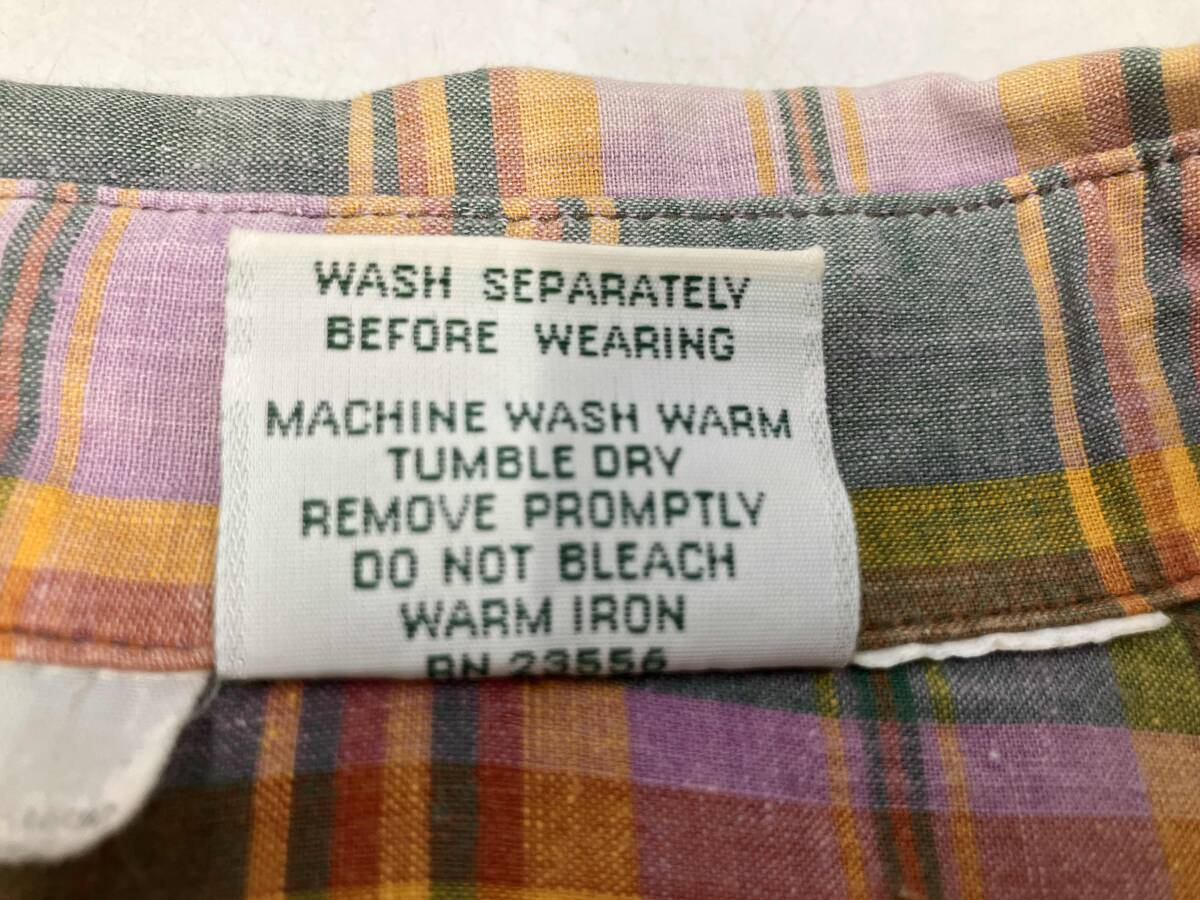 WASH SEPARATELY
BEFORE WEARING
MACHINE WASH WARM
TUMBLE DRY
REMOVE PROMPTLY
DO NOT BLEACH
WARM IRON
RN 23556